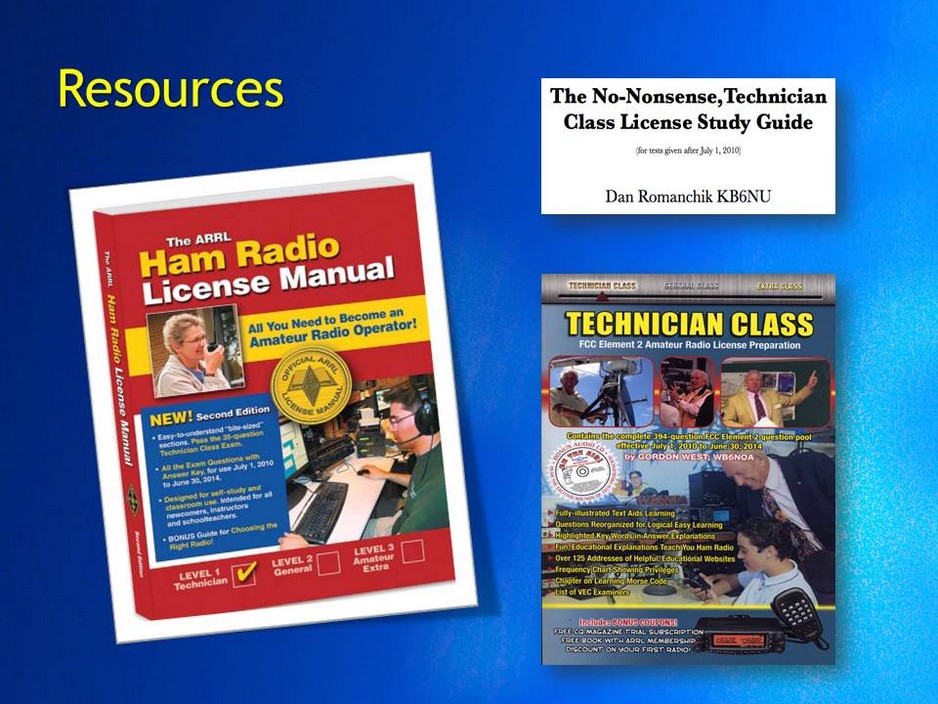 Resources
The No-Nonsense,Technician
Class License Study Guide
(for tests given after July 1, 2010)
Dan Romanchik KB6NU
The ARRL
Ham Radio
License Manual
The ARRL Ham Radio License Manual
Second Edition
All You Need to Become an
Amateur Radio Operator!
OFFICIAL ARRL
LICENSE MANUAL
NEW! Second Edition
• Easy-to-understand "bite-sized"
sections. Pass the 35-question
Technician Class Exam.
• All the Exam Questions with
Answer Key, for use July 1, 2010
to June 30, 2014.
• Designed for self-study and
classroom use. Intended for all
newcomers, instructors
and schoolteachers.
• BONUS Guide for Choosing the
Right Radio!
LEVEL 1
Technician
LEVEL 2
General
LEVEL 3
Amateur
Extra
TECHNICIAN CLASS
GENERAL CLASS
EXTRA CLASS
TECHNICIAN CLASS
FCC Element 2 Amateur Radio License Preparation
Contains the complete 394-question FCC Element 2 question pool
effective July 1, 2010 to June 30, 2014
by GORDON WEST, WB6NOA
Fully-illustrated Text Aids Learning
Questions Reorganized for Logical Easy Learning
Highlighted Key Words in Answer Explanations
Fun, Educational Explanations Teach You Ham Radio
Over 125 Addresses of Helpful, Educational Websites
Frequency Chart Showing Privileges
Chapter on Learning Morse Code
List of VEC Examiners
Includes BONUS COUPONS!
FREE CQ MAGAZINE TRIAL SUBSCRIPTION
FREE BOOK WITH ARRL MEMBERSHIP
DISCOUNT ON YOUR FIRST RADIO!